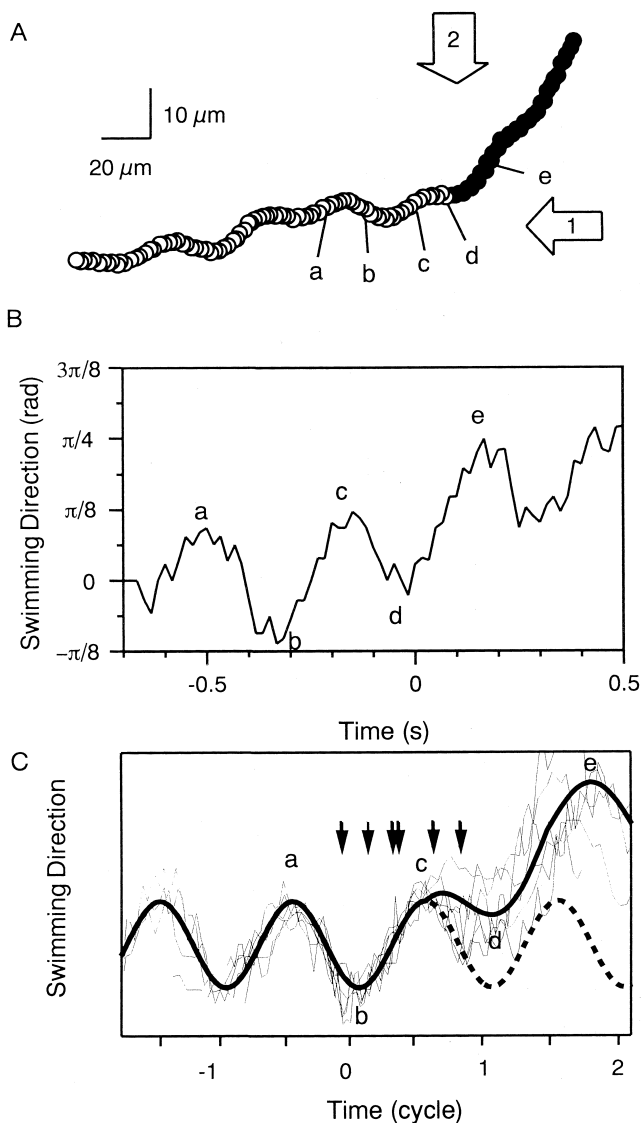 A
2
10 μm
20 μm
e
1
a
b
c
d
B
3π/8
π/4
π/8
0
−π/8
Swimming Direction (rad)
a
b
c
d
e
-0.5
0
0.5
Time (s)
C
Swimming Direction
a
b
c
d
e
-1
0
1
2
Time (cycle)